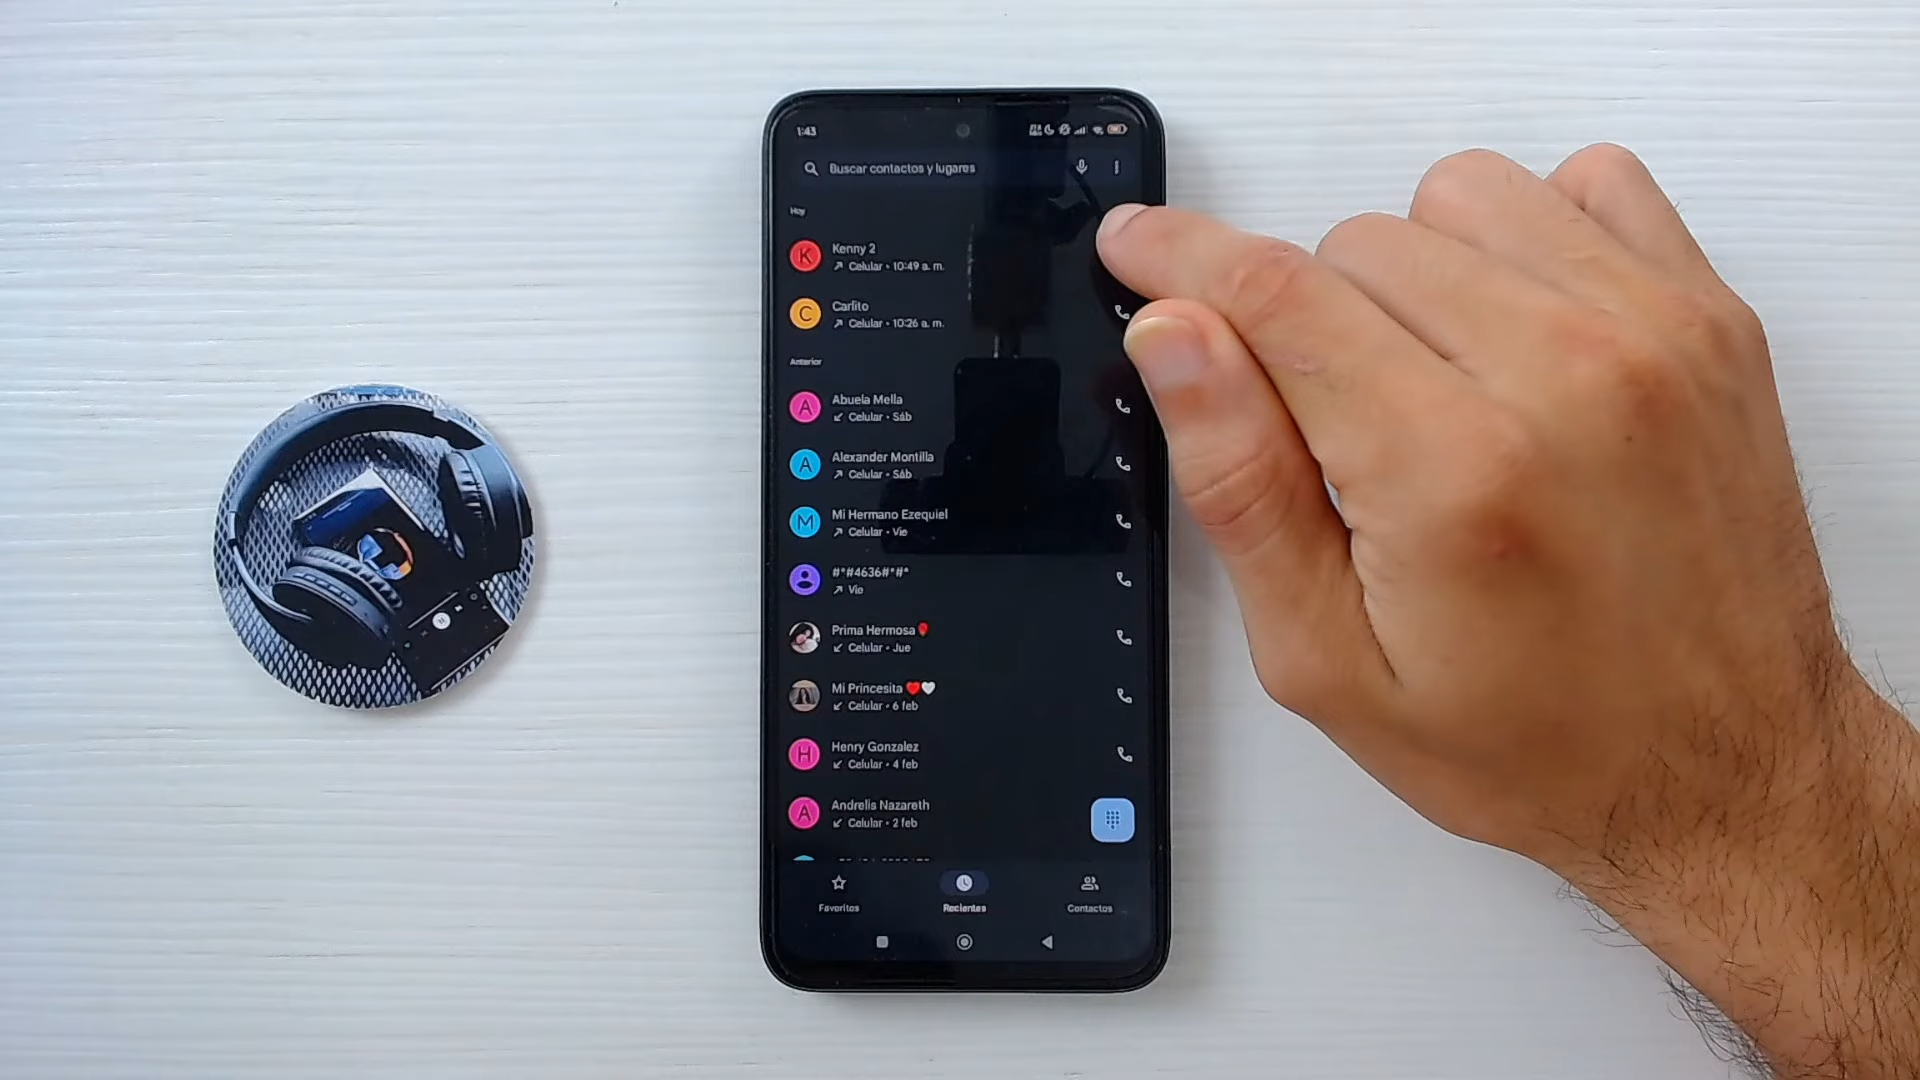 1:43
Buscar contactos y lugares
Hoy
K
Kenny 2
Celular • 10:49 a. m.
C
Carlito
Celular • 10:26 a. m.
Anterior
A
Abuela Mella
Celular • Sáb
A
Alexander Montilla
Celular • Sáb
M
Mi Hermano Ezequiel
Celular • Vie
#*#4636#*#*
Vie
Prima Hermosa🌹
Celular • Jue
Mi Princesita ❤️🤍
Celular • 6 feb
H
Henry Gonzalez
Celular • 4 feb
A
Andrelis Nazareth
Celular • 2 feb
Favoritos
Recientes
Contactos